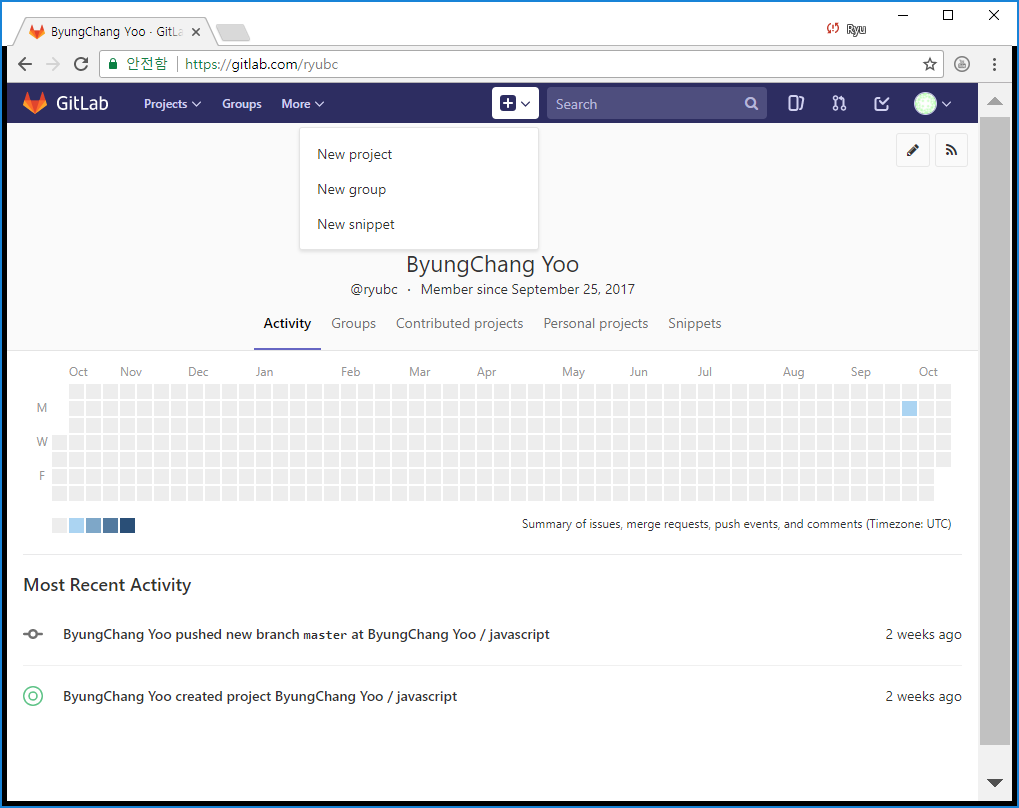 ByungChang Yoo · GitLa
Ryu
안전함 https://gitlab.com/ryubc
GitLab Projects Groups More Search
New project
New group
New snippet
ByungChang Yoo
@ryubc · Member since September 25, 2017
Activity Groups Contributed projects Personal projects Snippets
Oct Nov Dec Jan Feb Mar Apr May Jun Jul Aug Sep Oct
M
W
F
Summary of issues, merge requests, push events, and comments (Timezone: UTC)
Most Recent Activity
ByungChang Yoo pushed new branch master at ByungChang Yoo / javascript 2 weeks ago
ByungChang Yoo created project ByungChang Yoo / javascript 2 weeks ago